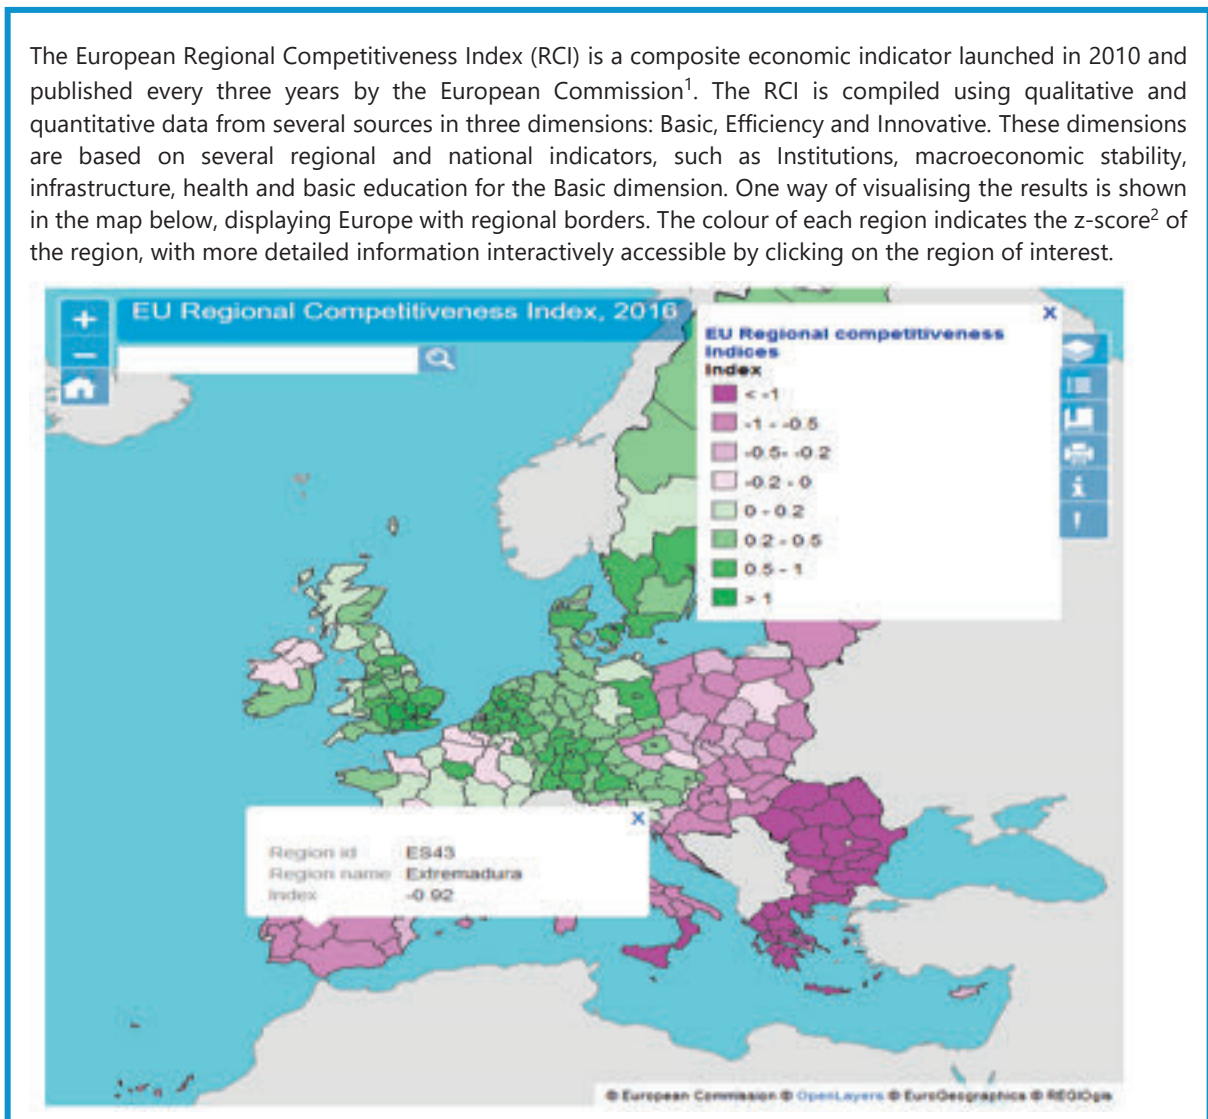 The European Regional Competitiveness Index (RCI) is a composite economic indicator launched in 2010 and
published every three years by the European Commission¹. The RCI is compiled using qualitative and
quantitative data from several sources in three dimensions: Basic, Efficiency and Innovative. These dimensions
are based on several regional and national indicators, such as Institutions, macroeconomic stability,
infrastructure, health and basic education for the Basic dimension. One way of visualising the results is shown
in the map below, displaying Europe with regional borders. The colour of each region indicates the z-score² of
the region, with more detailed information interactively accessible by clicking on the region of interest.
EU Regional Competitiveness Index, 2016
EU Regional competitiveness
Indices
Index
< -1
-1 - -0.5
-0.5- -0.2
-0.2 - 0
0 - 0.2
0.2 - 0.5
0.5 - 1
> 1
Region id ES43
Region name Extremadura
Index -0.92
© European Commission © OpenLayers © EuroGeographics © REGIOgis